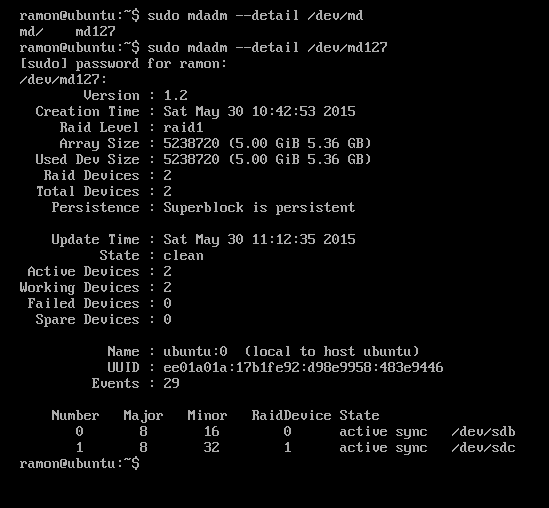 ramon@ubuntu:~$ sudo mdadm --detail /dev/md
md/    md127
ramon@ubuntu:~$ sudo mdadm --detail /dev/md127
[sudo] password for ramon:
/dev/md127:
        Version : 1.2
  Creation Time : Sat May 30 10:42:53 2015
     Raid Level : raid1
     Array Size : 5238720 (5.00 GiB 5.36 GB)
  Used Dev Size : 5238720 (5.00 GiB 5.36 GB)
   Raid Devices : 2
  Total Devices : 2
    Persistence : Superblock is persistent

    Update Time : Sat May 30 11:12:35 2015
          State : clean
 Active Devices : 2
Working Devices : 2
 Failed Devices : 0
  Spare Devices : 0

           Name : ubuntu:0  (local to host ubuntu)
           UUID : ee01a01a:17b1fe92:d98e9958:483e9446
         Events : 29

    Number   Major   Minor   RaidDevice State
       0       8       16        0      active sync   /dev/sdb
       1       8       32        1      active sync   /dev/sdc
ramon@ubuntu:~$